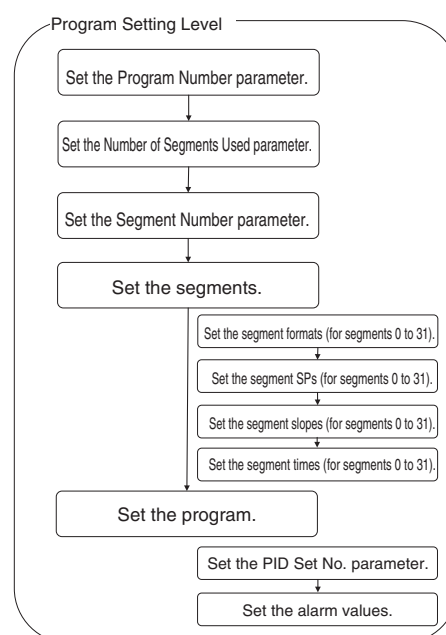 Program Setting Level
Set the Program Number parameter.
Set the Number of Segments Used parameter.
Set the Segment Number parameter.
Set the segments.
Set the segment formats (for segments 0 to 31).
Set the segment SPs (for segments 0 to 31).
Set the segment slopes (for segments 0 to 31).
Set the segment times (for segments 0 to 31).
Set the program.
Set the PID Set No. parameter.
Set the alarm values.